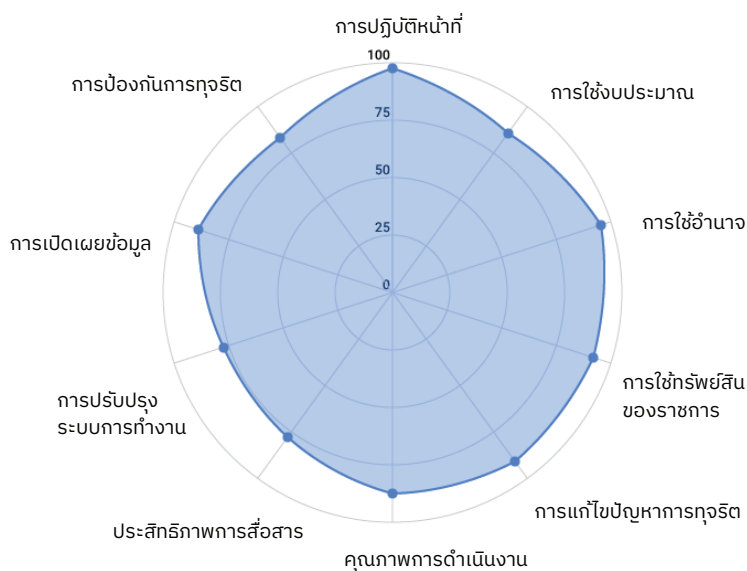 การปฏิบัติหน้าที่
100
การป้องกันการทุจริต
การใช้งบประมาณ
75
50
การใช้อำนาจ
การเปิดเผยข้อมูล
25
0
การใช้ทรัพย์สิน
ของราชการ
การปรับปรุง
ระบบการทำงาน
การแก้ไขปัญหาการทุจริต
ประสิทธิภาพการสื่อสาร
คุณภาพการดำเนินงาน